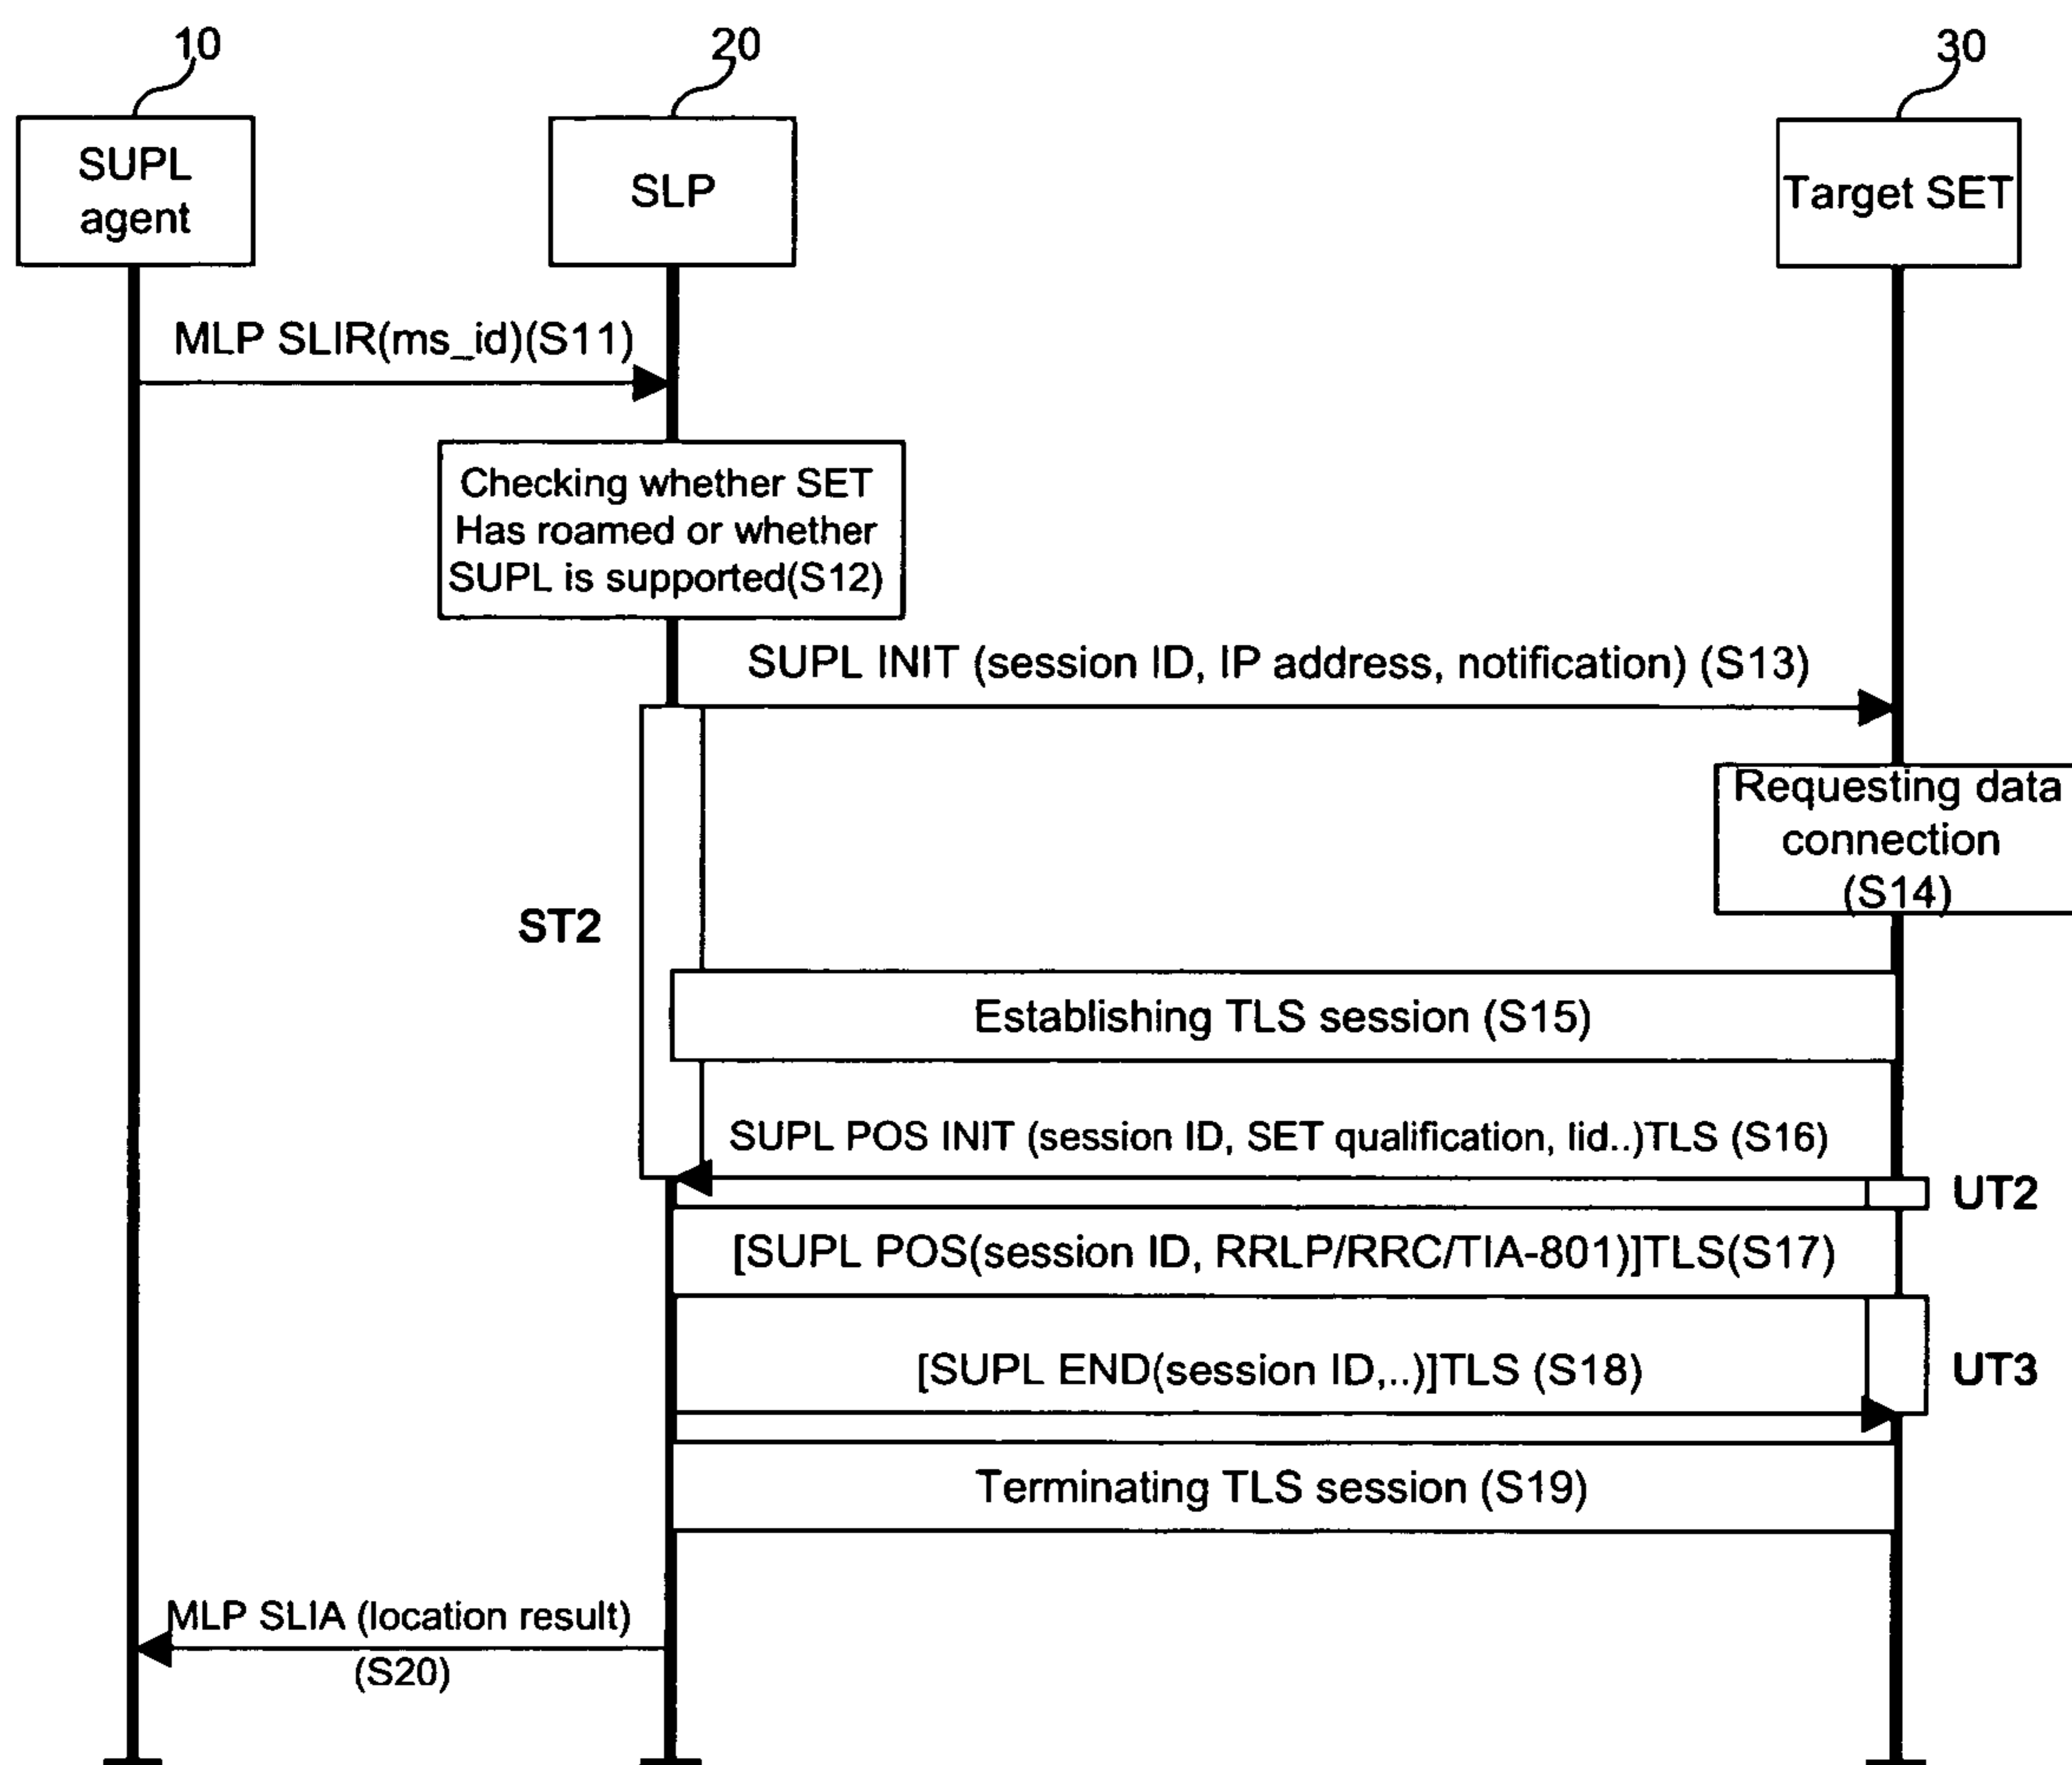 10
20
30
SUPL
agent
SLP
Target SET
MLP SLIR(ms_id)(S11)
Checking whether SET
Has roamed or whether
SUPL is supported(S12)
SUPL INIT (session ID, IP address, notification) (S13)
Requesting data
connection
(S14)
ST2
Establishing TLS session (S15)
SUPL POS INIT (session ID, SET qualification, lid..)TLS (S16)
UT2
[SUPL POS(session ID, RRLP/RRC/TIA-801)]TLS(S17)
[SUPL END(session ID,..)]TLS (S18)
UT3
Terminating TLS session (S19)
MLP SLIA (location result)
(S20)